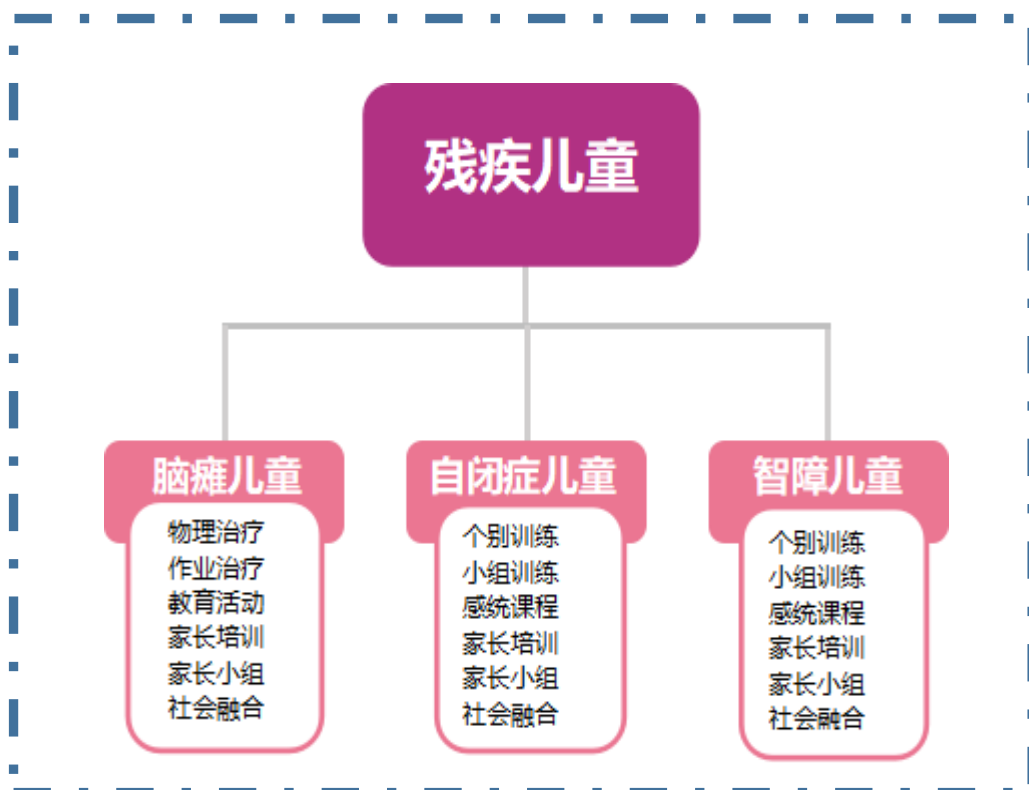 残疾儿童
脑瘫儿童
物理治疗
作业治疗
教育活动
家长培训
家长小组
社会融合
自闭症儿童
个别训练
小组训练
感统课程
家长培训
家长小组
社会融合
智障儿童
个别训练
小组训练
感统课程
家长培训
家长小组
社会融合